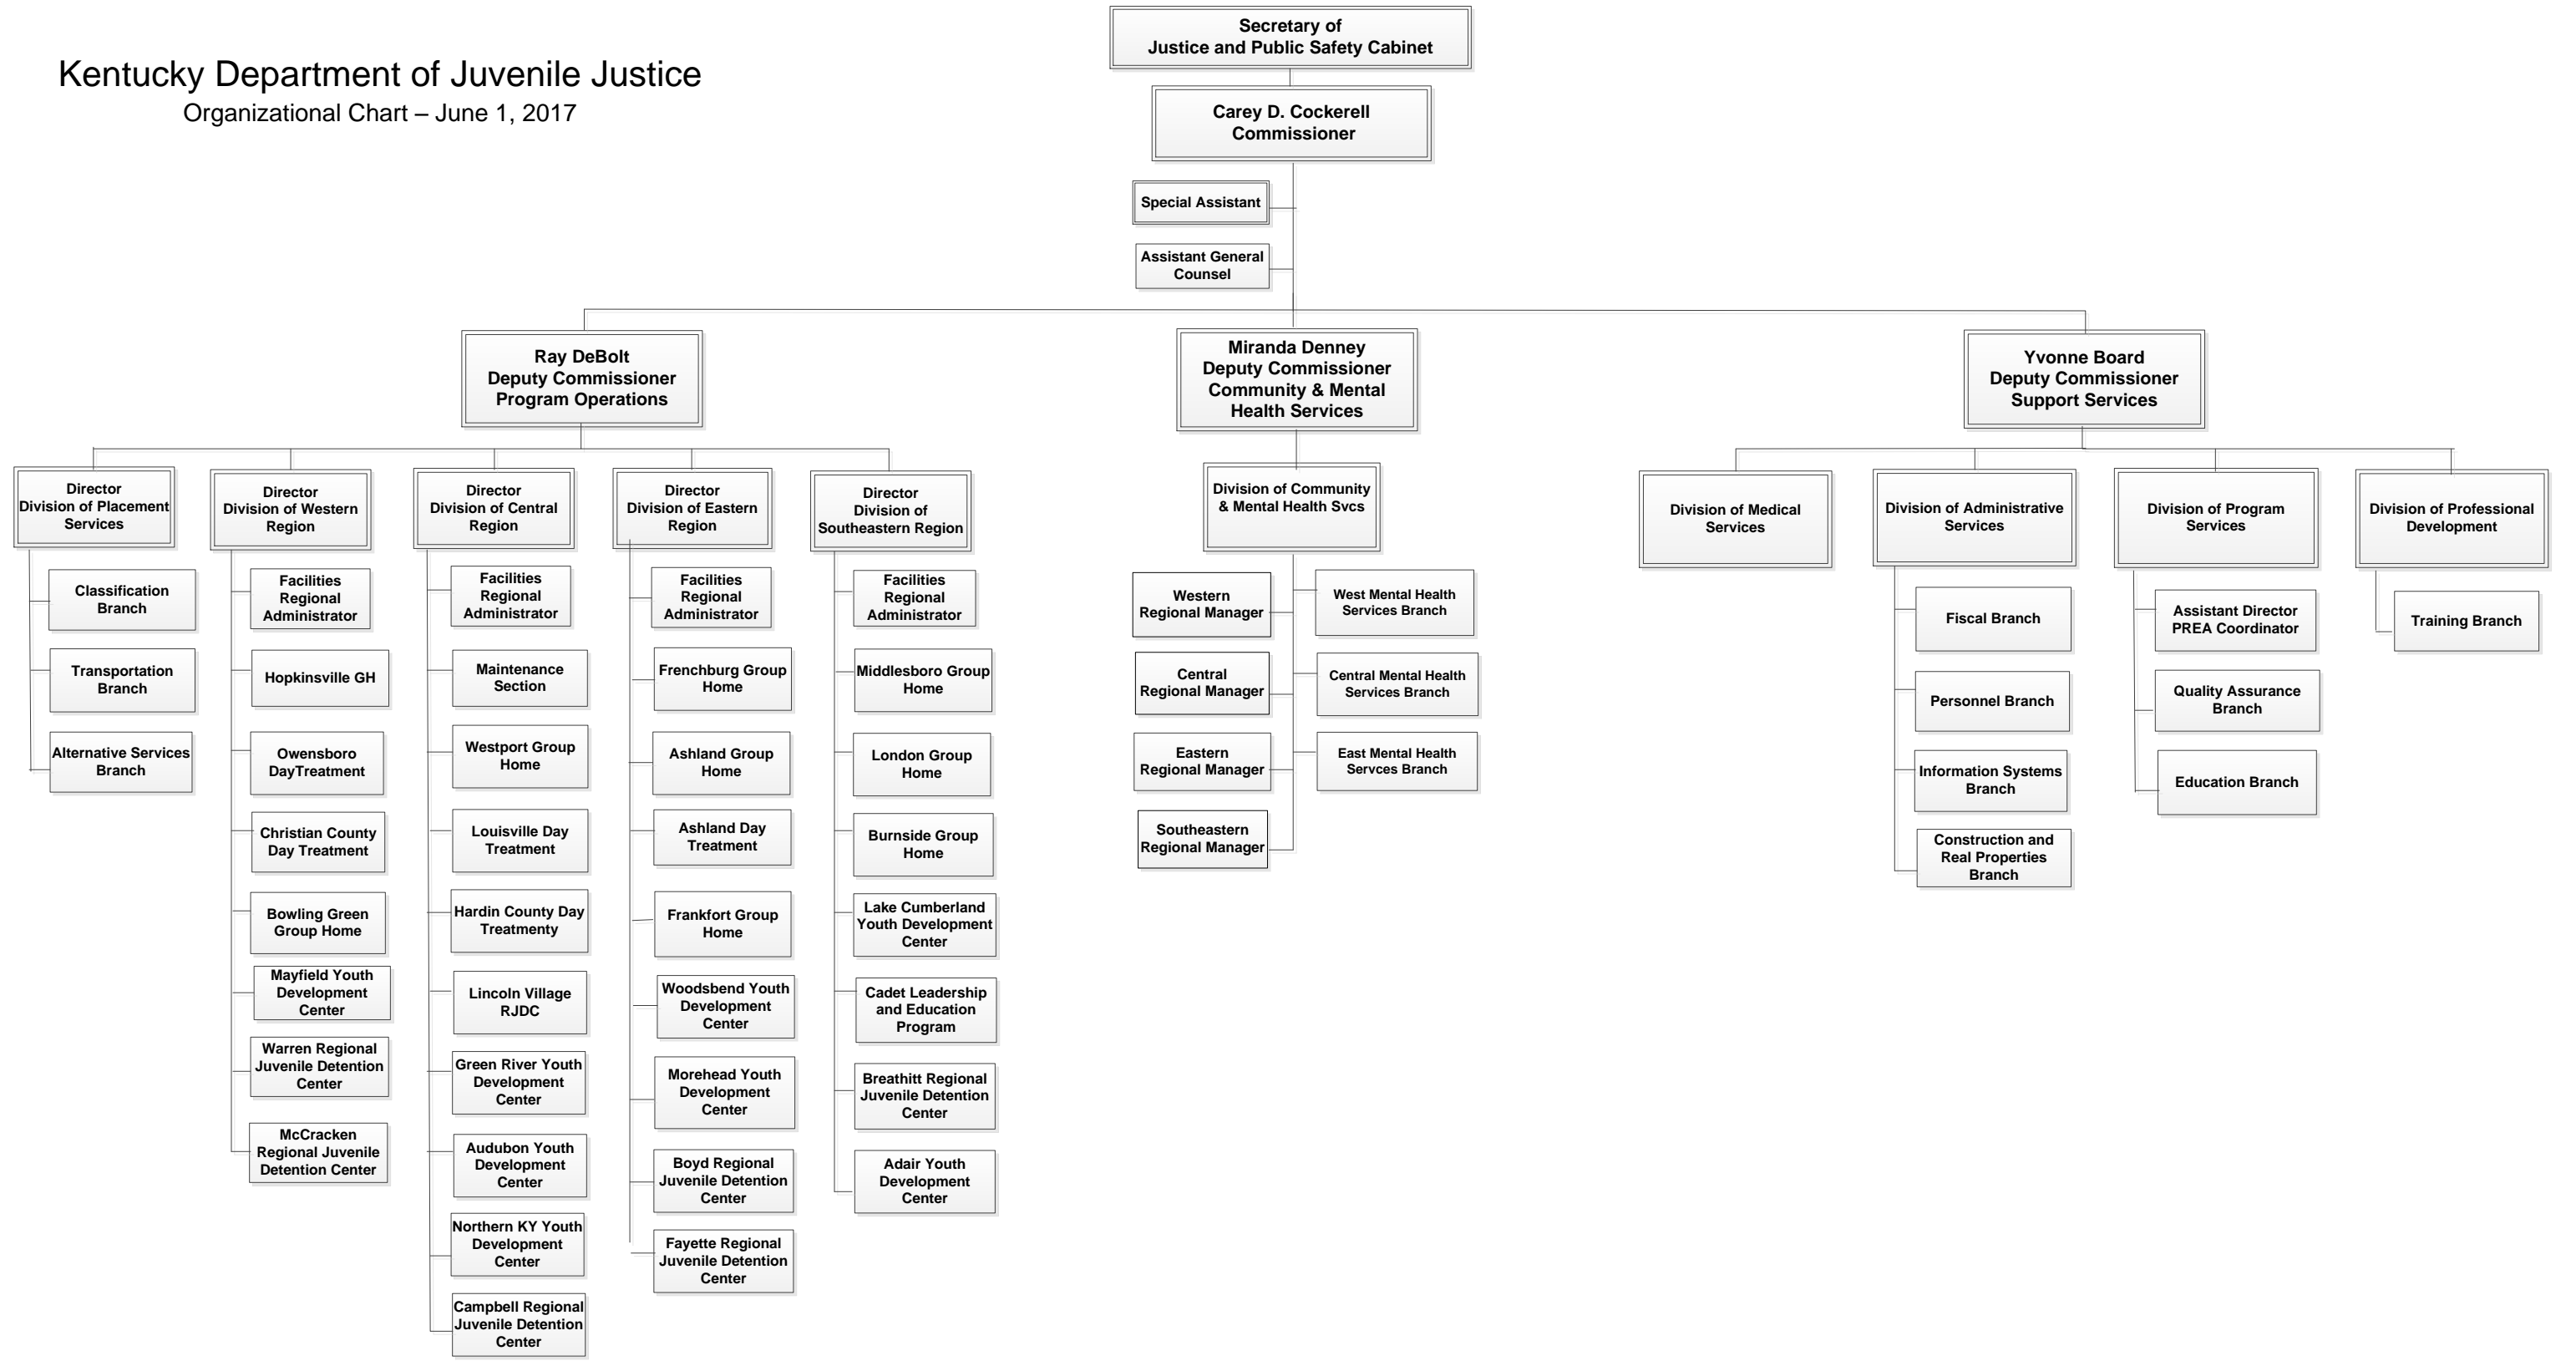 Kentucky Department of Juvenile Justice
Organizational Chart – June 1, 2017
Secretary of
Justice and Public Safety Cabinet
Carey D. Cockerell
Commissioner
Special Assistant
Assistant General
Counsel
Ray DeBolt
Deputy Commissioner
Program Operations
Miranda Denney
Deputy Commissioner
Community & Mental
Health Services
Yvonne Board
Deputy Commissioner
Support Services
Director
Division of Placement
Services
Classification
Branch
Transportation
Branch
Alternative Services
Branch
Director
Division of Western
Region
Facilities
Regional
Administrator
Hopkinsville GH
Owensboro
DayTreatment
Christian County
Day Treatment
Bowling Green
Group Home
Mayfield Youth
Development
Center
Warren Regional
Juvenile Detention
Center
McCracken
Regional Juvenile
Detention Center
Director
Division of Central
Region
Facilities
Regional
Administrator
Maintenance
Section
Westport Group
Home
Louisville Day
Treatment
Hardin County Day
Treatmenty
Lincoln Village
RJDC
Green River Youth
Development
Center
Audubon Youth
Development
Center
Northern KY Youth
Development
Center
Campbell Regional
Juvenile Detention
Center
Director
Division of Eastern
Region
Facilities
Regional
Administrator
Frenchburg Group
Home
Ashland Group
Home
Ashland Day
Treatment
Frankfort Group
Home
Woodsbend Youth
Development
Center
Morehead Youth
Development
Center
Boyd Regional
Juvenile Detention
Center
Fayette Regional
Juvenile Detention
Center
Director
Division of
Southeastern Region
Facilities
Regional
Administrator
Middlesboro Group
Home
London Group
Home
Burnside Group
Home
Lake Cumberland
Youth Development
Center
Cadet Leadership
and Education
Program
Breathitt Regional
Juvenile Detention
Center
Adair Youth
Development
Center
Division of Community
& Mental Health Svcs
Western
Regional Manager
Central
Regional Manager
Eastern
Regional Manager
Southeastern
Regional Manager
West Mental Health
Services Branch
Central Mental Health
Services Branch
East Mental Health
Servces Branch
Division of Medical
Services
Division of Administrative
Services
Fiscal Branch
Personnel Branch
Information Systems
Branch
Construction and
Real Properties
Branch
Division of Program
Services
Assistant Director
PREA Coordinator
Quality Assurance
Branch
Education Branch
Division of Professional
Development
Training Branch